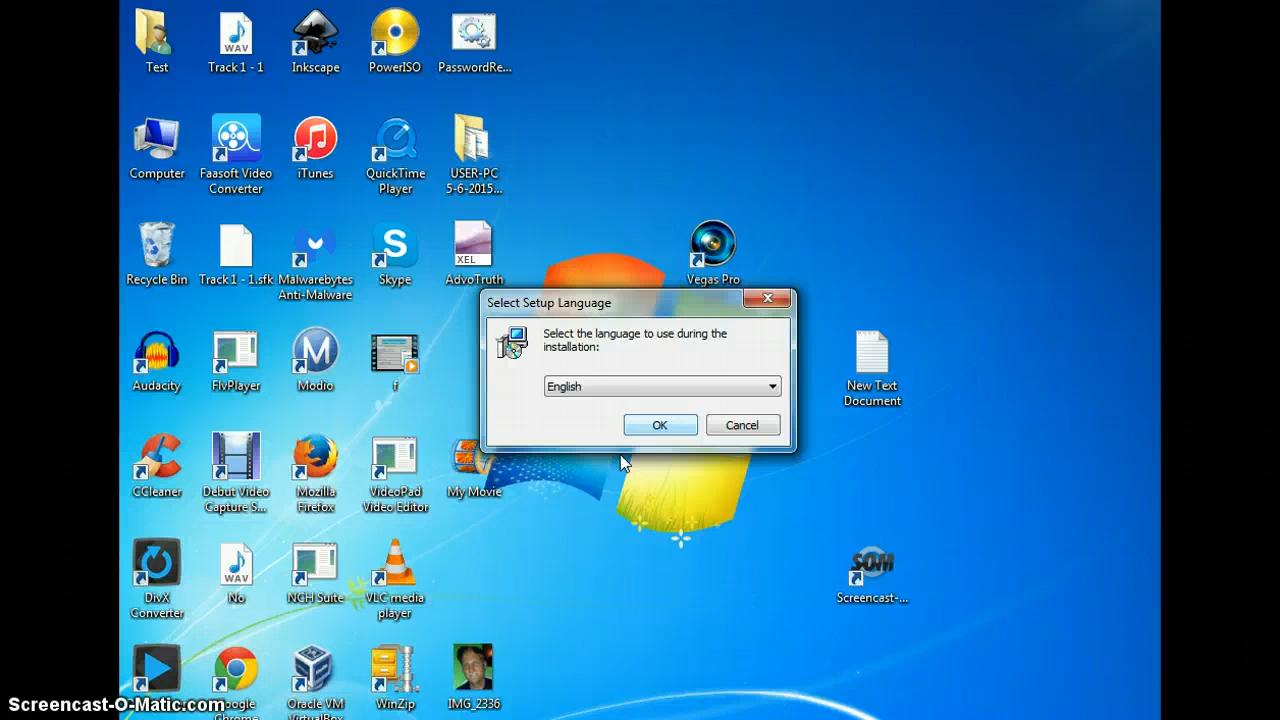 Test
Track 1 - 1
Inkscape
PowerISO
PasswordRe...
WAV
Computer
Faasoft Video
Converter
iTunes
QuickTime
Player
USER-PC
5-6-2015...
Recycle Bin
Track 1 - 1.sfk
Malwarebytes
Anti-Malware
S
Skype
XEL
AdvoTruth
Vegas Pro
Select Setup Language
Select the language to use during the
installation:
English
OK
Cancel
Audacity
FlvPlayer
M
Modio
f
New Text
Document
CCleaner
Debut Video
Capture S...
Mozilla
Firefox
VideoPad
Video Editor
My Movie
DivX
Converter
WAV
No
NCH Suite
VLC media
player
SOM
Screencast-...
Google
Chrome
Oracle VM
VirtualBox
WinZip
IMG_2336
Screencast-O-Matic.com